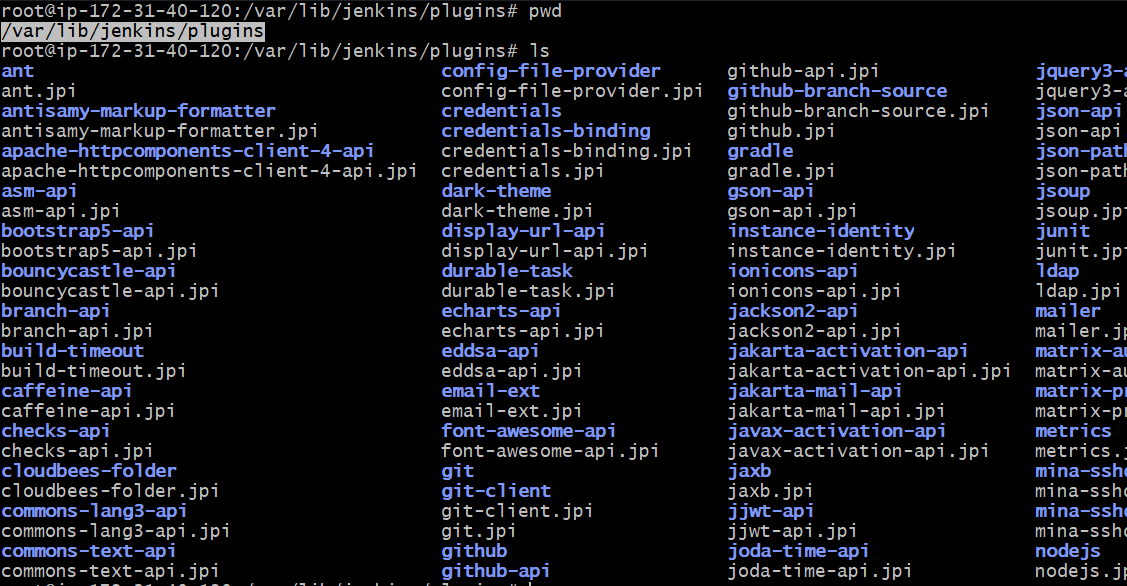 root@ip-172-31-40-120:/var/lib/jenkins/plugins# pwd
/var/lib/jenkins/plugins
root@ip-172-31-40-120:/var/lib/jenkins/plugins# ls
ant config-file-provider github-api.jpi
ant.jpi config-file-provider.jpi github-branch-source
antisamy-markup-formatter credentials github-branch-source.jpi json-api
antisamy-markup-formatter.jpi credentials-binding github.jpi json-api
apache-httpcomponents-client-4-api credentials-binding.jpi gradle
apache-httpcomponents-client-4-api.jpi credentials.jpi gradle.jpi
asm-api dark-theme gson-api jsoup
asm-api.jpi dark-theme.jpi gson-api.jpi
bootstrap5-api display-url-api instance-identity junit
bootstrap5-api.jpi display-url-api.jpi instance-identity.jpi
bouncycastle-api durable-task ionicons-api ldap
bouncycastle-api.jpi durable-task.jpi ionicons-api.jpi ldap.jpi
branch-api echarts-api jackson2-api mailer
branch-api.jpi echarts-api.jpi jackson2-api.jpi
build-timeout eddsa-api jakarta-activation-api
build-timeout.jpi eddsa-api.jpi jakarta-activation-api.jpi
caffeine-api email-ext jakarta-mail-api
caffeine-api.jpi email-ext.jpi jakarta-mail-api.jpi
checks-api font-awesome-api javax-activation-api metrics
checks-api.jpi font-awesome-api.jpi javax-activation-api.jpi
cloudbees-folder git jaxb
cloudbees-folder.jpi git-client jaxb.jpi
commons-lang3-api git-client.jpi jjwt-api
commons-lang3-api.jpi git.jpi jjwt-api.jpi
commons-text-api github joda-time-api nodejs
commons-text-api.jpi github-api joda-time-api.jpi